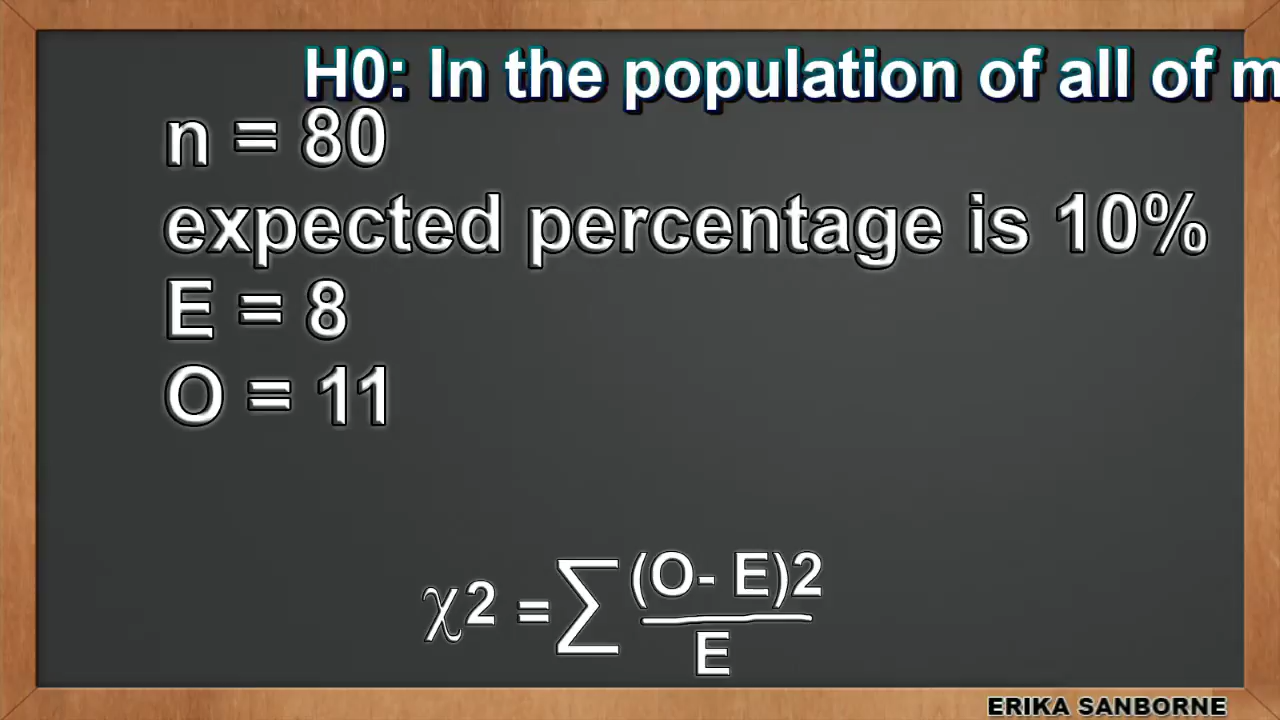 H0: In the population of all of m
n = 80
expected percentage is 10%
E = 8
O = 11
χ2 = ∑ (O- E)2
E
ERIKA SANBORNE